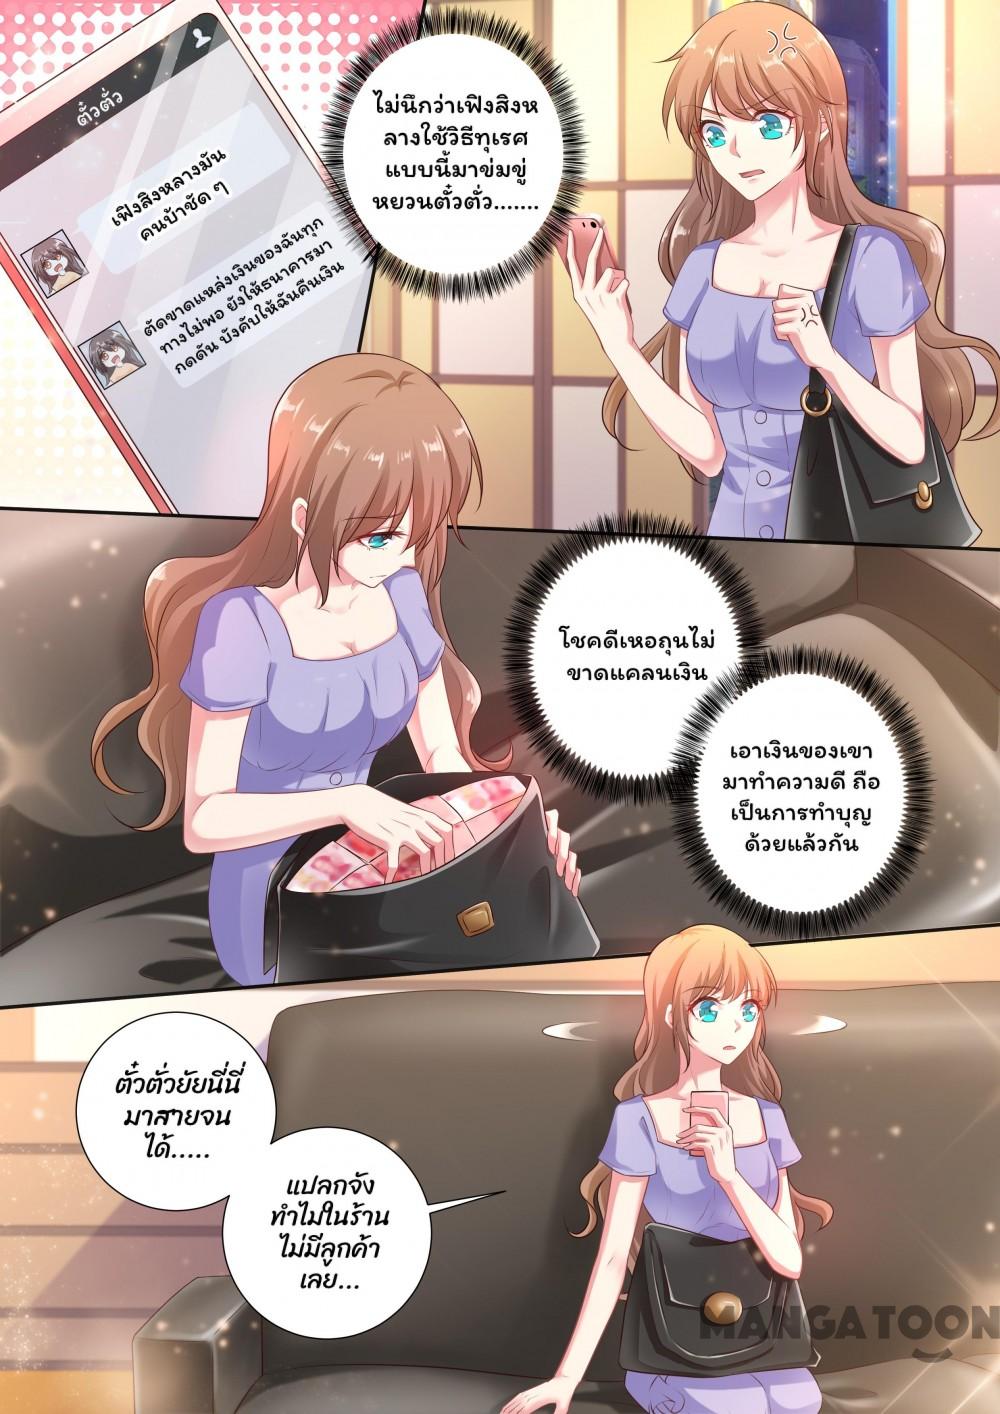 ตั๋วตั่ว
เฟิงสิงหลางมัน
คนบ้าชัด ๆ
ตัดขาดแหล่งเงินของฉันทุก
ทางไม่พอ ยังให้ธนาคารมา
กดดัน บังคับให้ฉันคืนเงิน
ไม่นึกว่าเฟิงสิงห
ลางใช้วิธีทุเรศ
แบบนี้มาข่มขู่
หยวนตั๋วตั่ว.......
โชคดีเหอถุนไม่
ขาดแคลนเงิน
เอาเงินของเขา
มาทำความดี ถือ
เป็นการทำบุญ
ด้วยแล้วกัน
ตั๋วตั่วยัยนี่นี่
มาสายจน
ได้.....
แปลกจัง
ทำไมในร้าน
ไม่มีลูกค้า
เลย...
MANGATOON